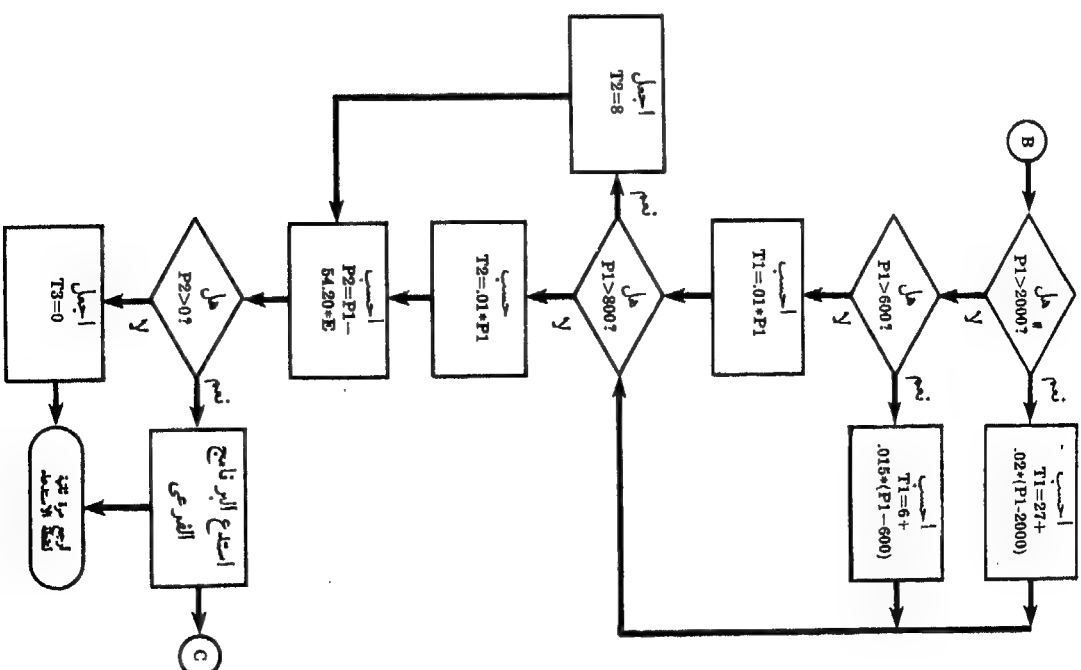 B
هل
P1>2000?
نعم
احسب
T1=27+
.02*(P1-2000)
لا
هل
P1>600?
نعم
احسب
T1=6+
.015*(P1-600)
لا
احسب
T1=.01*P1
هل
P1>800?
نعم
اجعل
T2=8
لا
حسب
T2=.01*P1
احسب
P2=P1-
54.20*E
هل
P2>0?
نعم
استدع البرنامج
الفرعى
C
لا
اجعل
T3=0